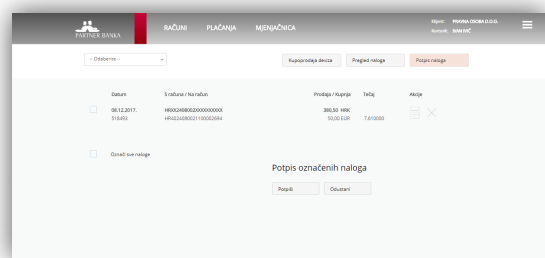 PARTNER BANKA
RAČUNI PLAĆANJA MJENJAČNICA
Klijent: PRAVNA OSOBA D.O.O.
Korisnik: IVAN IVIĆ
-- Odaberite --
Kupoprodaja deviza Pregled naloga Potpis naloga
Datum S računa / Na račun Prodaja / Kupnja Tečaj Akcije
08.12.2017. 380,50 HRK
518493 HR4024080021100002694 50,00 EUR 7,610000
Označi sve naloge
Potpis označenih naloga
Potpiši Odustani